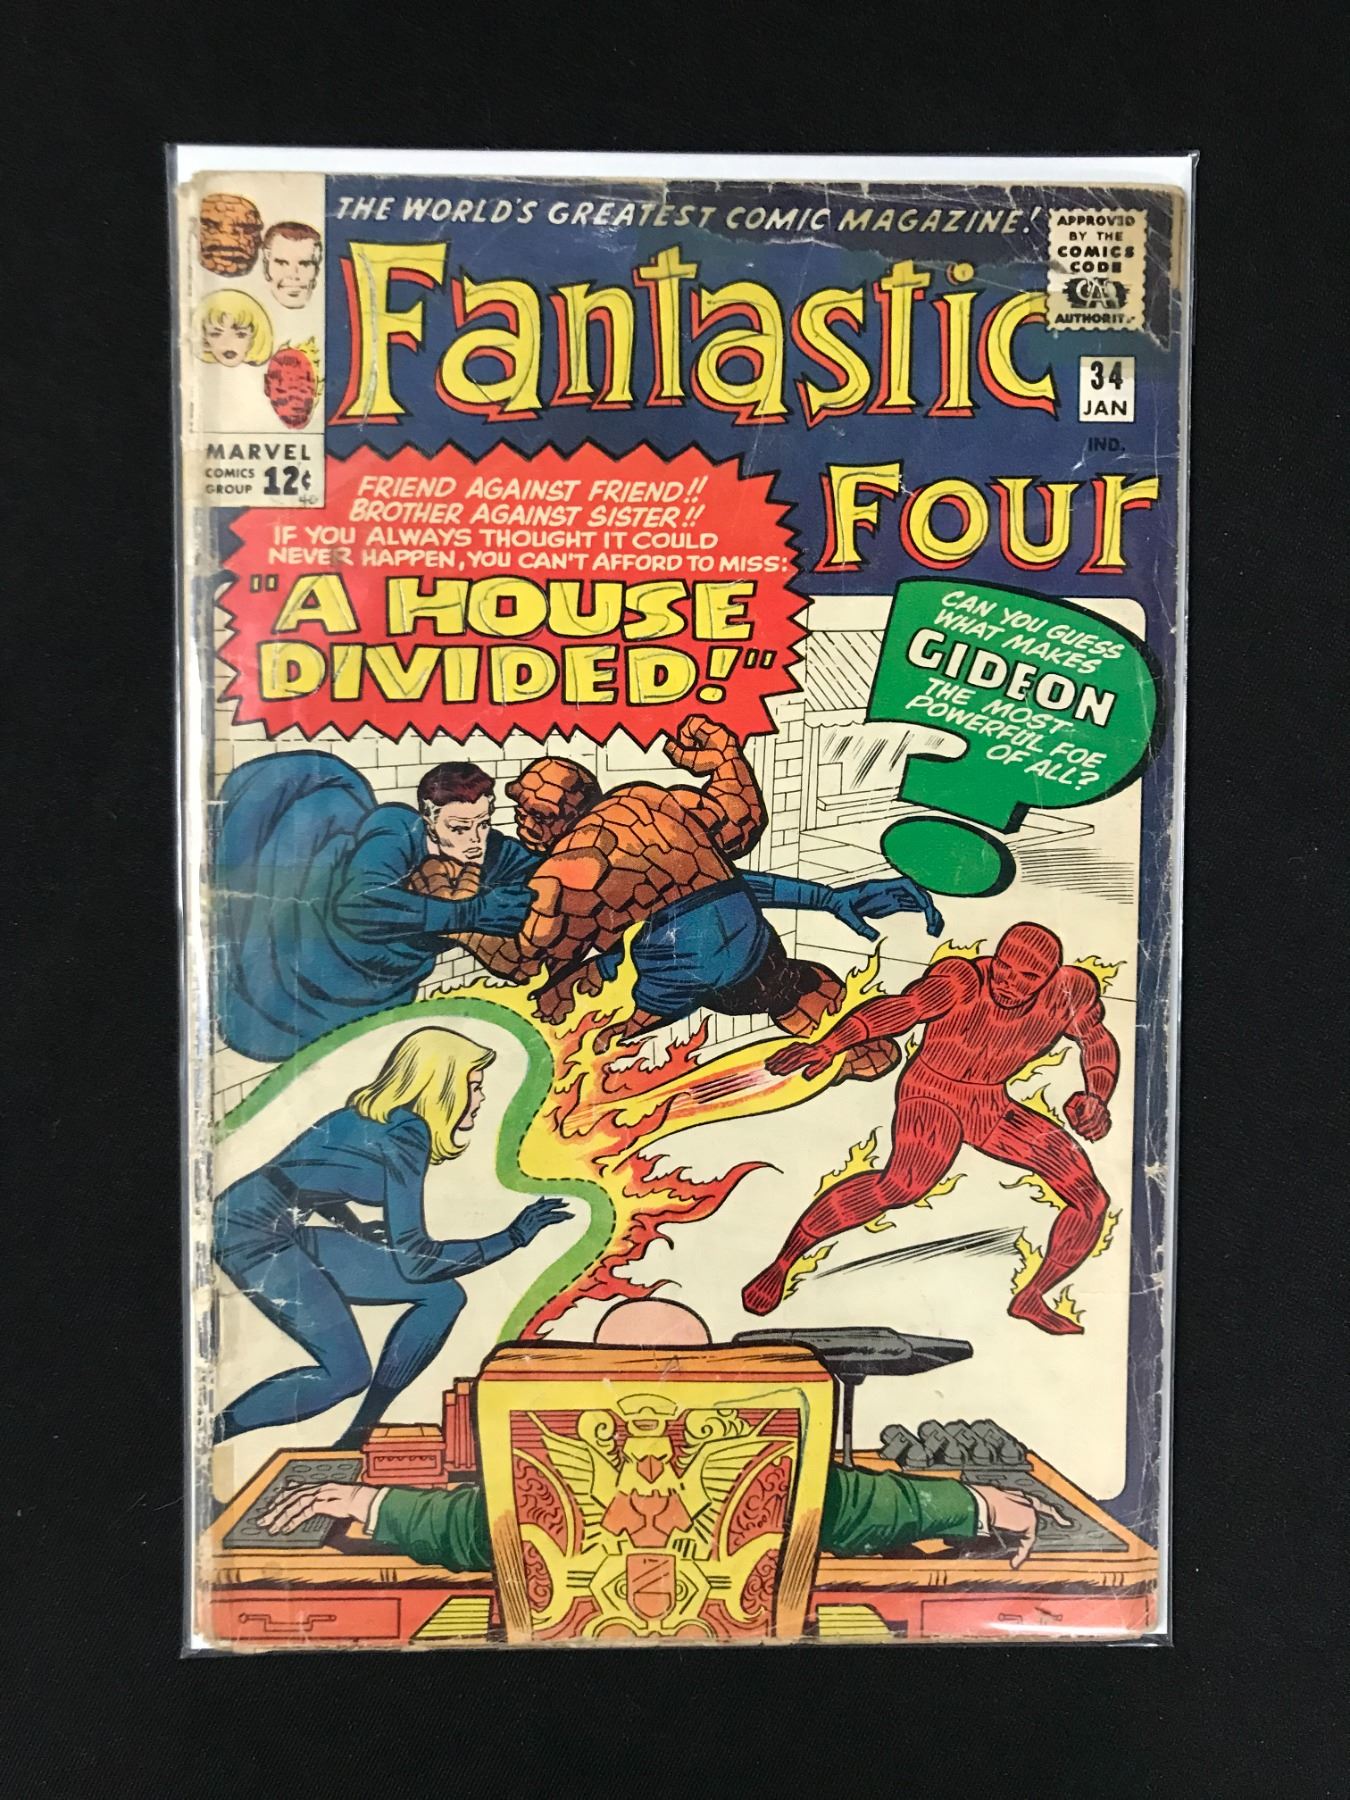 THE WORLD'S GREATEST COMIC MAGAZINE!
APPROVED
BY THE
COMICS
CODE
CA
AUTHORITY
Fantastic
34
JAN
IND.
FOUR
MARVEL
COMICS
GROUP 12¢
40
FRIEND AGAINST FRIEND!!
BROTHER AGAINST SISTER!!
IF YOU ALWAYS THOUGHT IT COULD
NEVER HAPPEN, YOU CAN'T AFFORD TO MISS:
"A HOUSE
DIVIDED!"
CAN YOU GUESS
WHAT MAKES
GIDEON
THE MOST
POWERFUL FOE
OF ALL?